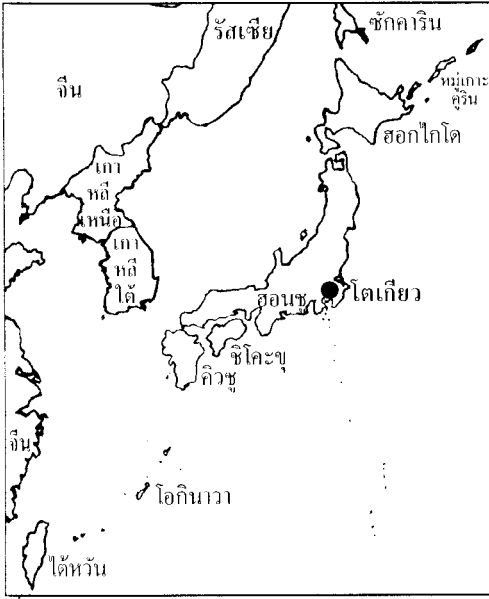 รัสเซีย
ซักคาริน
จีน
หมู่เกาะ
คูริน
ฮอกไกโด
เกา
หลี
เหนือ
เกา
หลี
ใต้
ฮอนชู
โตเกียว
ชิโคะขุ
คิวชู
จีน
โอกินาวา
ไต้หวัน